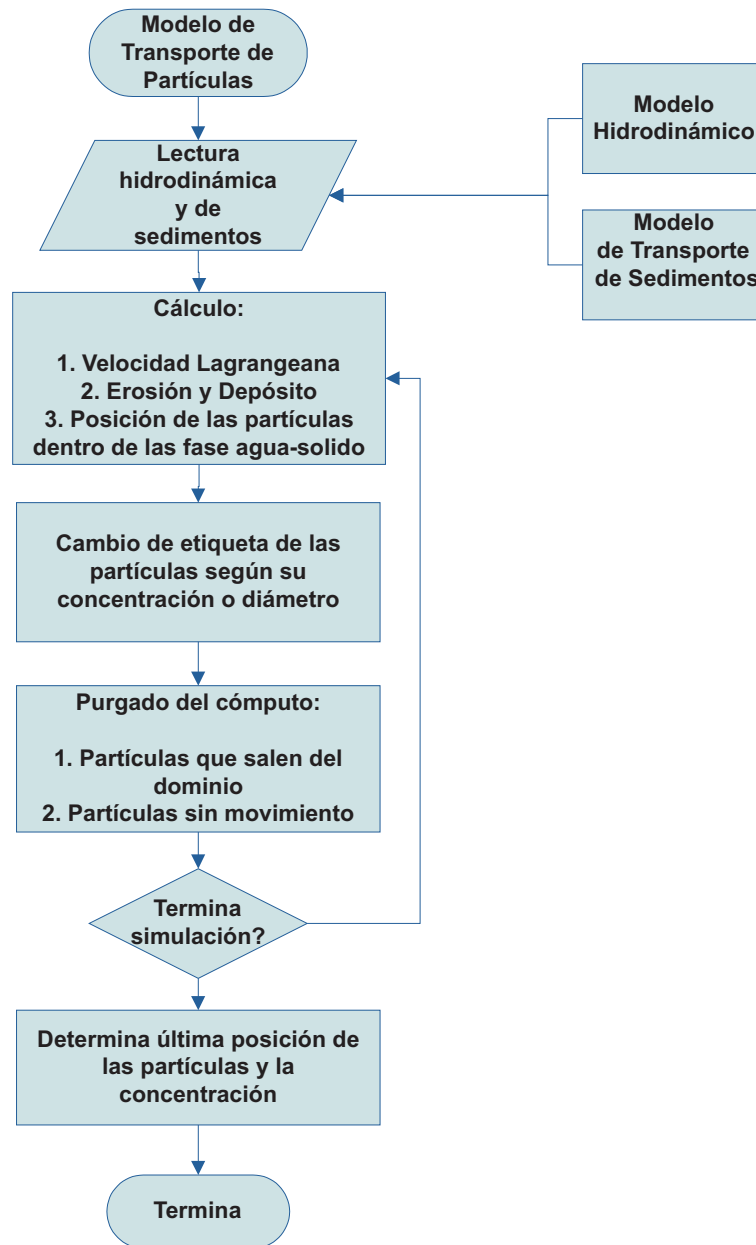 Modelo de
Transporte de
Partículas
Lectura
hidrodinámica
y de
sedimentos
Modelo
Hidrodinámico
Modelo
de Transporte
de Sedimentos
Cálculo:
1. Velocidad Lagrangeana
2. Erosión y Depósito
3. Posición de las partículas
dentro de las fase agua-solido
Cambio de etiqueta de las
partículas según su
concentración o diámetro
Purgado del cómputo:
1. Partículas que salen del
dominio
2. Partículas sin movimiento
Termina
simulación?
Determina última posición de
las partículas y la
concentración
Termina